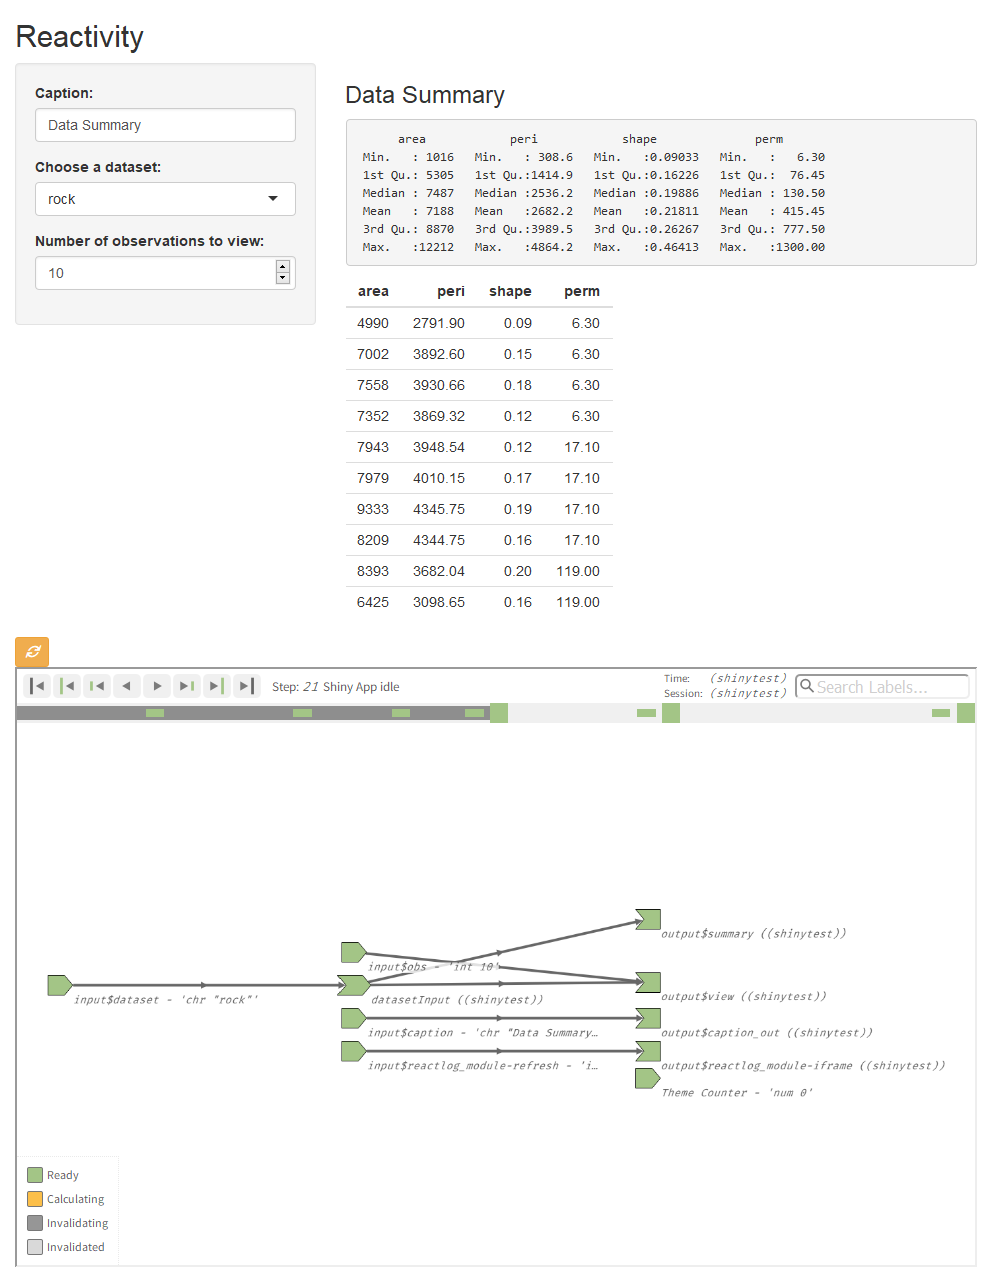 Reactivity
Caption:
Data Summary
Choose a dataset:
rock
Number of observations to view:
10
Data Summary
area peri shape perm
Min. : 1016 Min. : 308.6 Min. :0.09033 Min. : 6.30
1st Qu.: 5305 1st Qu.:1414.9 1st Qu.:0.16226 1st Qu.: 76.45
Median : 7487 Median :2536.2 Median :0.19886 Median : 130.50
Mean : 7188 Mean :2682.2 Mean :0.21811 Mean : 415.45
3rd Qu.: 8870 3rd Qu.:3989.5 3rd Qu.:0.26267 3rd Qu.: 777.50
Max. :12212 Max. :4864.2 Max. :0.46413 Max. :1300.00
area peri shape perm
4990 2791.90 0.09 6.30
7002 3892.60 0.15 6.30
7558 3930.66 0.18 6.30
7352 3869.32 0.12 6.30
7943 3948.54 0.12 17.10
7979 4010.15 0.17 17.10
9333 4345.75 0.19 17.10
8209 4344.75 0.16 17.10
8393 3682.04 0.20 119.00
6425 3098.65 0.16 119.00
Step: 21 Shiny App idle
Time: (shinytest)
Session: (shinytest)
Search Labels...
output$summary ((shinytest))
input$obs - 'int 10'
input$dataset - 'chr "rock"'
datasetInput ((shinytest))
output$view ((shinytest))
input$caption - 'chr "Data Summary…
output$caption_out ((shinytest))
input$reactlog_module-refresh - 'i…
output$reactlog_module-iframe ((shinytest))
Theme Counter - 'num 0'
Ready
Calculating
Invalidating
Invalidated